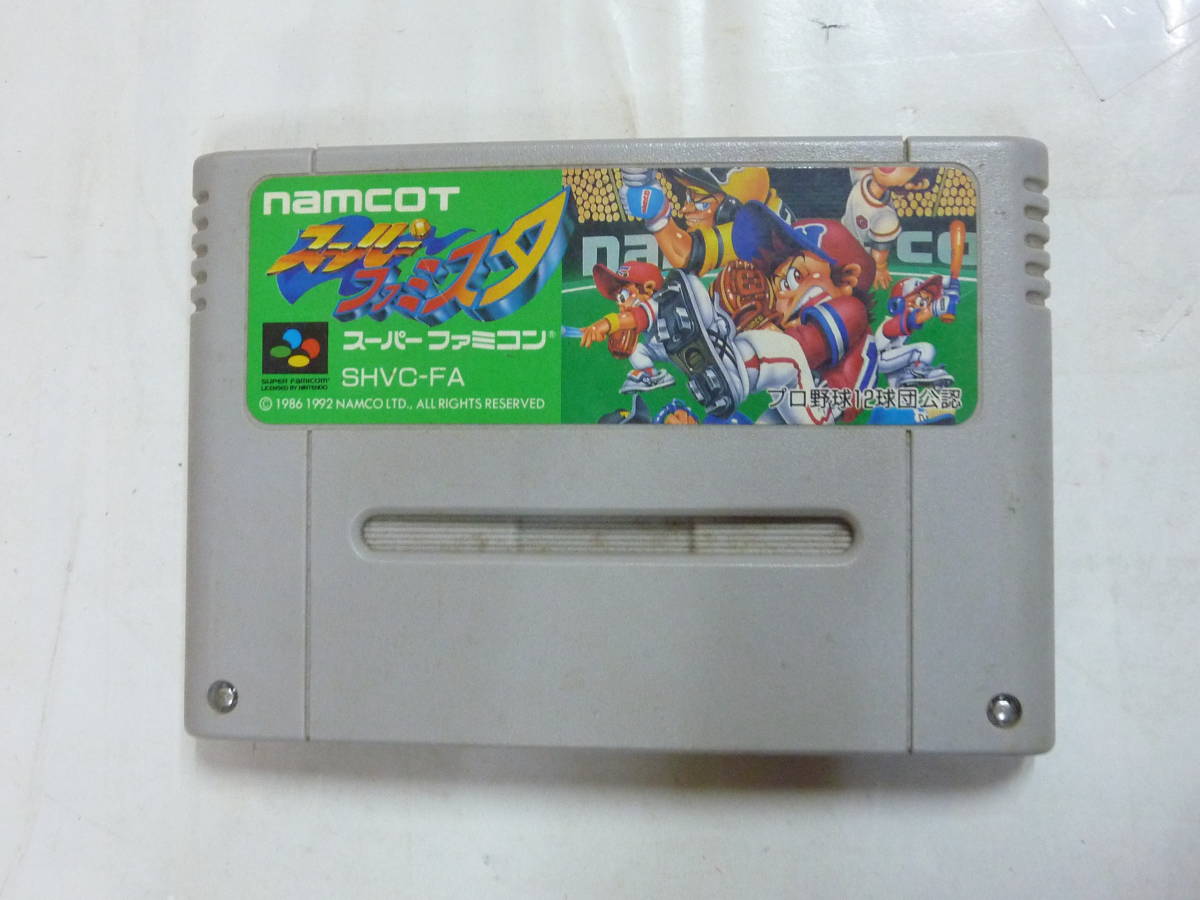 namcoT
スーパー
ファミスタ
スーパーファミコン®
SUPER FAMICOM®
LICENSED BY NINTENDO
SHVC-FA
© 1986 1992 NAMCO LTD., ALL RIGHTS RESERVED
na co
プロ野球12球団公認